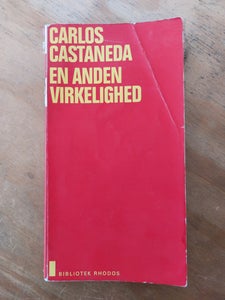 CARLOS
CASTANEDA
EN ANDEN
VIRKELIGHED
BIBLIOTEK RHODOS